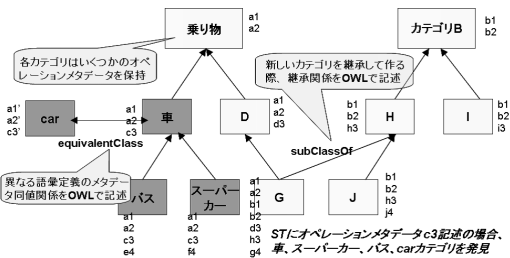 乗り物
a1
a2
カテゴリB
b1
b2
各カテゴリはいくつかのオペ
レーションメタデータを保持
新しいカテゴリを継承して作る
際、継承関係をOWLで記述
a1'
a2'
c3'
car
equivalentClass
a1
a2
c3
車
D
a1
a2
d3
b1
b2
h3
H
I
b1
b2
i3
subClassOf
異なる語彙定義のメタデー
タ同値関係をOWLで記述
バス
a1
a2
c3
e4
スーパー
カー
a1
a2
c3
f4
a1
a2
b1
b2
d3
h3
g4
G
J
b1
b2
h3
j4
STにオペレーションメタデータc3記述の場合、
車、スーパーカー、バス、carカテゴリを発見